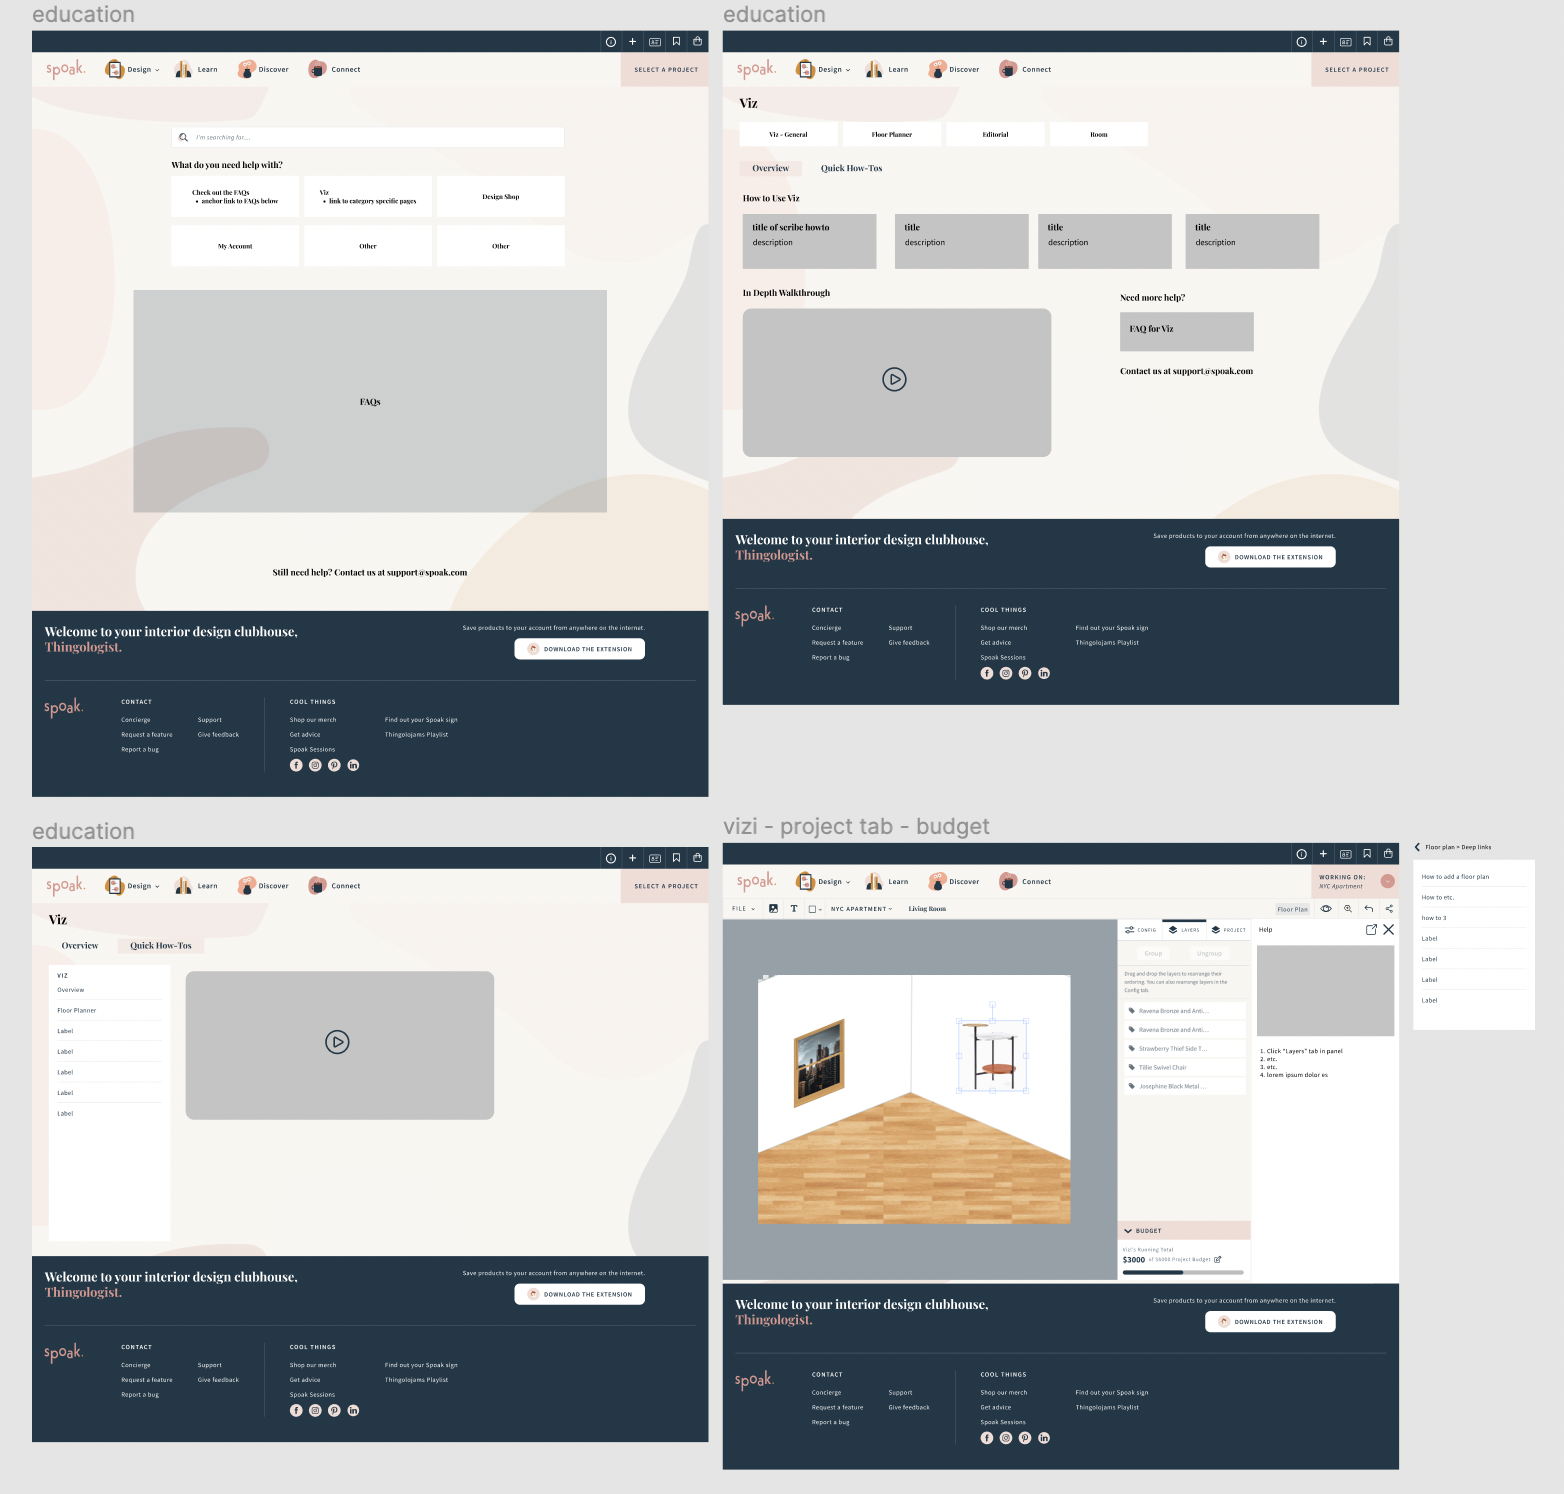 education
spoak.
Design
Learn
Discover
Connect
SELECT A PROJECT
I'm searching for...
What do you need help with?
Check out the FAQs
• anchor link to FAQs below
Viz
• link to category specific pages
Design Shop
My Account
Other
Other
FAQs
Still need help? Contact us at support@spoak.com
Welcome to your interior design clubhouse,
Thingologist.
Save products to your account from anywhere on the internet.
DOWNLOAD THE EXTENSION
spoak.
CONTACT
Concierge
Support
Request a feature
Give feedback
Report a bug
COOL THINGS
Shop our merch
Find out your Spoak sign
Get advice
Thingolojams Playlist
Spoak Sessions
education
spoak.
Design
Learn
Discover
Connect
SELECT A PROJECT
Viz
Viz - General
Floor Planner
Editorial
Room
Overview
Quick How-Tos
How to Use Viz
title of scribe howto
description
title
description
title
description
title
description
In Depth Walkthrough
Need more help?
FAQ for Viz
Contact us at support@spoak.com
Welcome to your interior design clubhouse,
Thingologist.
Save products to your account from anywhere on the internet.
DOWNLOAD THE EXTENSION
spoak.
CONTACT
Concierge
Support
Request a feature
Give feedback
Report a bug
COOL THINGS
Shop our merch
Find out your Spoak sign
Get advice
Thingolojams Playlist
Spoak Sessions
education
spoak.
Design
Learn
Discover
Connect
SELECT A PROJECT
Viz
Overview
Quick How-Tos
VIZ
Overview
Floor Planner
Label
Label
Label
Label
Label
Welcome to your interior design clubhouse,
Thingologist.
Save products to your account from anywhere on the internet.
DOWNLOAD THE EXTENSION
spoak.
CONTACT
Concierge
Support
Request a feature
Give feedback
Report a bug
COOL THINGS
Shop our merch
Find out your Spoak sign
Get advice
Thingolojams Playlist
Spoak Sessions
vizi - project tab - budget
spoak.
Design
Learn
Discover
Connect
WORKING ON:
NYC Apartment
FILE
T
NYC APARTMENT
Living Room
Floor Plan
CONFIG
LAYERS
PROJECT
Group
Ungroup
Drag and drop the layers to rearrange their
ordering. You can also rearrange layers in the
Config tab.
Ravena Bronze and Anti...
Ravena Bronze and Anti...
Strawberry Thief Side T...
Tillie Swivel Chair
Josephine Black Metal ...
BUDGET
Vizi's Running Total
$3000 of $6000 Project Budget
Help
1. Click "Layers" tab in panel
2. etc.
3. etc.
4. lorem ipsum dolor es
Welcome to your interior design clubhouse,
Thingologist.
Save products to your account from anywhere on the internet.
DOWNLOAD THE EXTENSION
spoak.
CONTACT
Concierge
Support
Request a feature
Give feedback
Report a bug
COOL THINGS
Shop our merch
Find out your Spoak sign
Get advice
Thingolojams Playlist
Spoak Sessions
Floor plan > Deep links
How to add a floor plan
How to etc.
how to 3
Label
Label
Label
Label